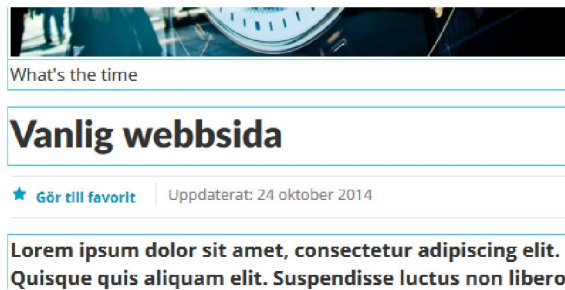 What's the time
Vanlig webbsida
Gör till favorit Uppdaterat: 24 oktober 2014
Lorem ipsum dolor sit amet, consectetur adipiscing elit.
Quisque quis aliquam elit. Suspendisse luctus non libero